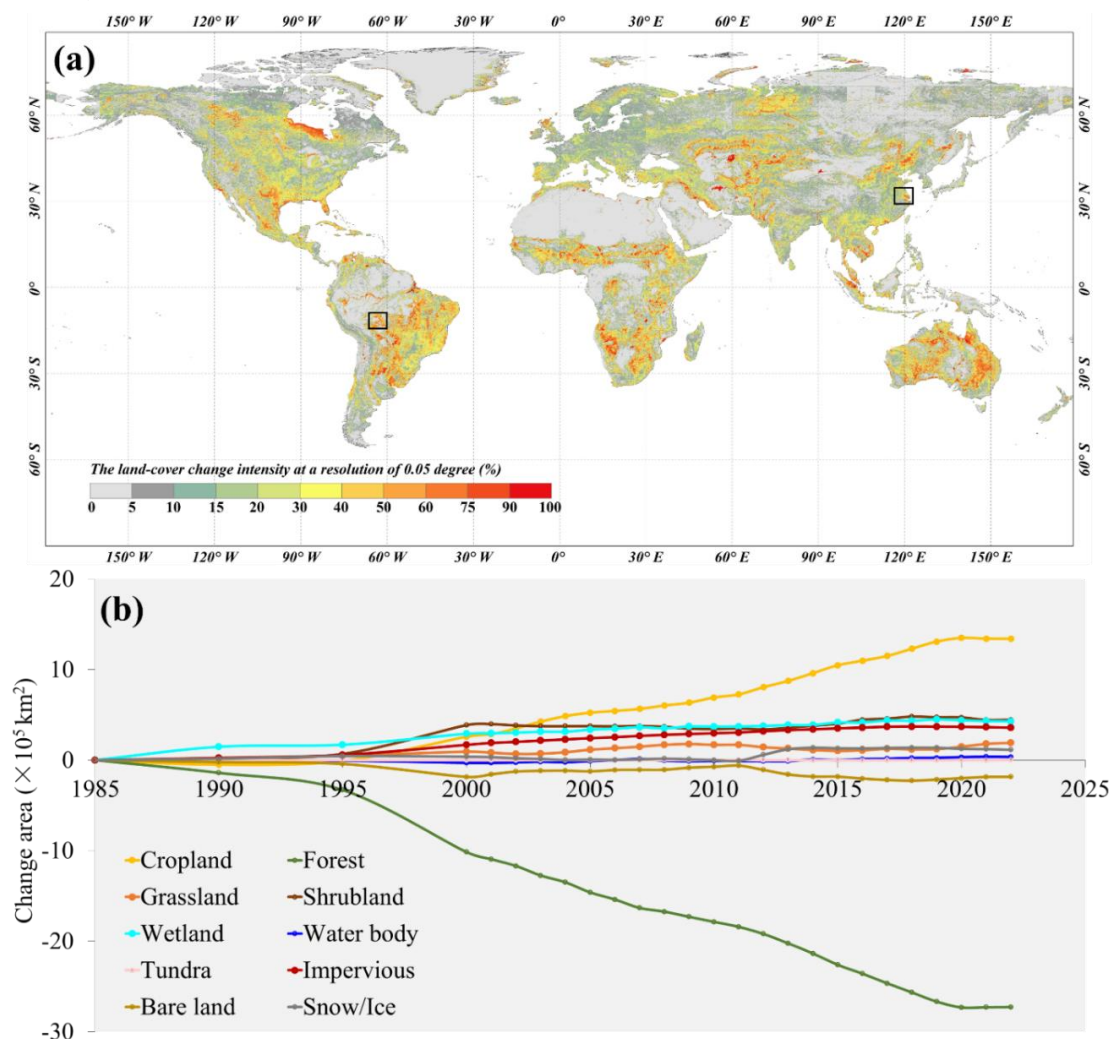 150° W 120° W 90° W 60° W 30° W 0° 30° E 60° E 90° E 120° E 150° E
(a)
60° N 60° N
30° N 30° N
0° 0°
30° S 30° S
60° S 60° S
The land-cover change intensity at a resolution of 0.05 degree (%)
0 5 10 15 20 30 40 50 60 75 90 100
150° W 120° W 90° W 60° W 30° W 0° 30° E 60° E 90° E 120° E 150° E
(b)
20
10
0
-10
-20
-30
Change area (×10⁵ km²)
1985 1990 1995 2000 2005 2010 2015 2020 2025
Cropland Forest
Grassland Shrubland
Wetland Water body
Tundra Impervious
Bare land Snow/Ice